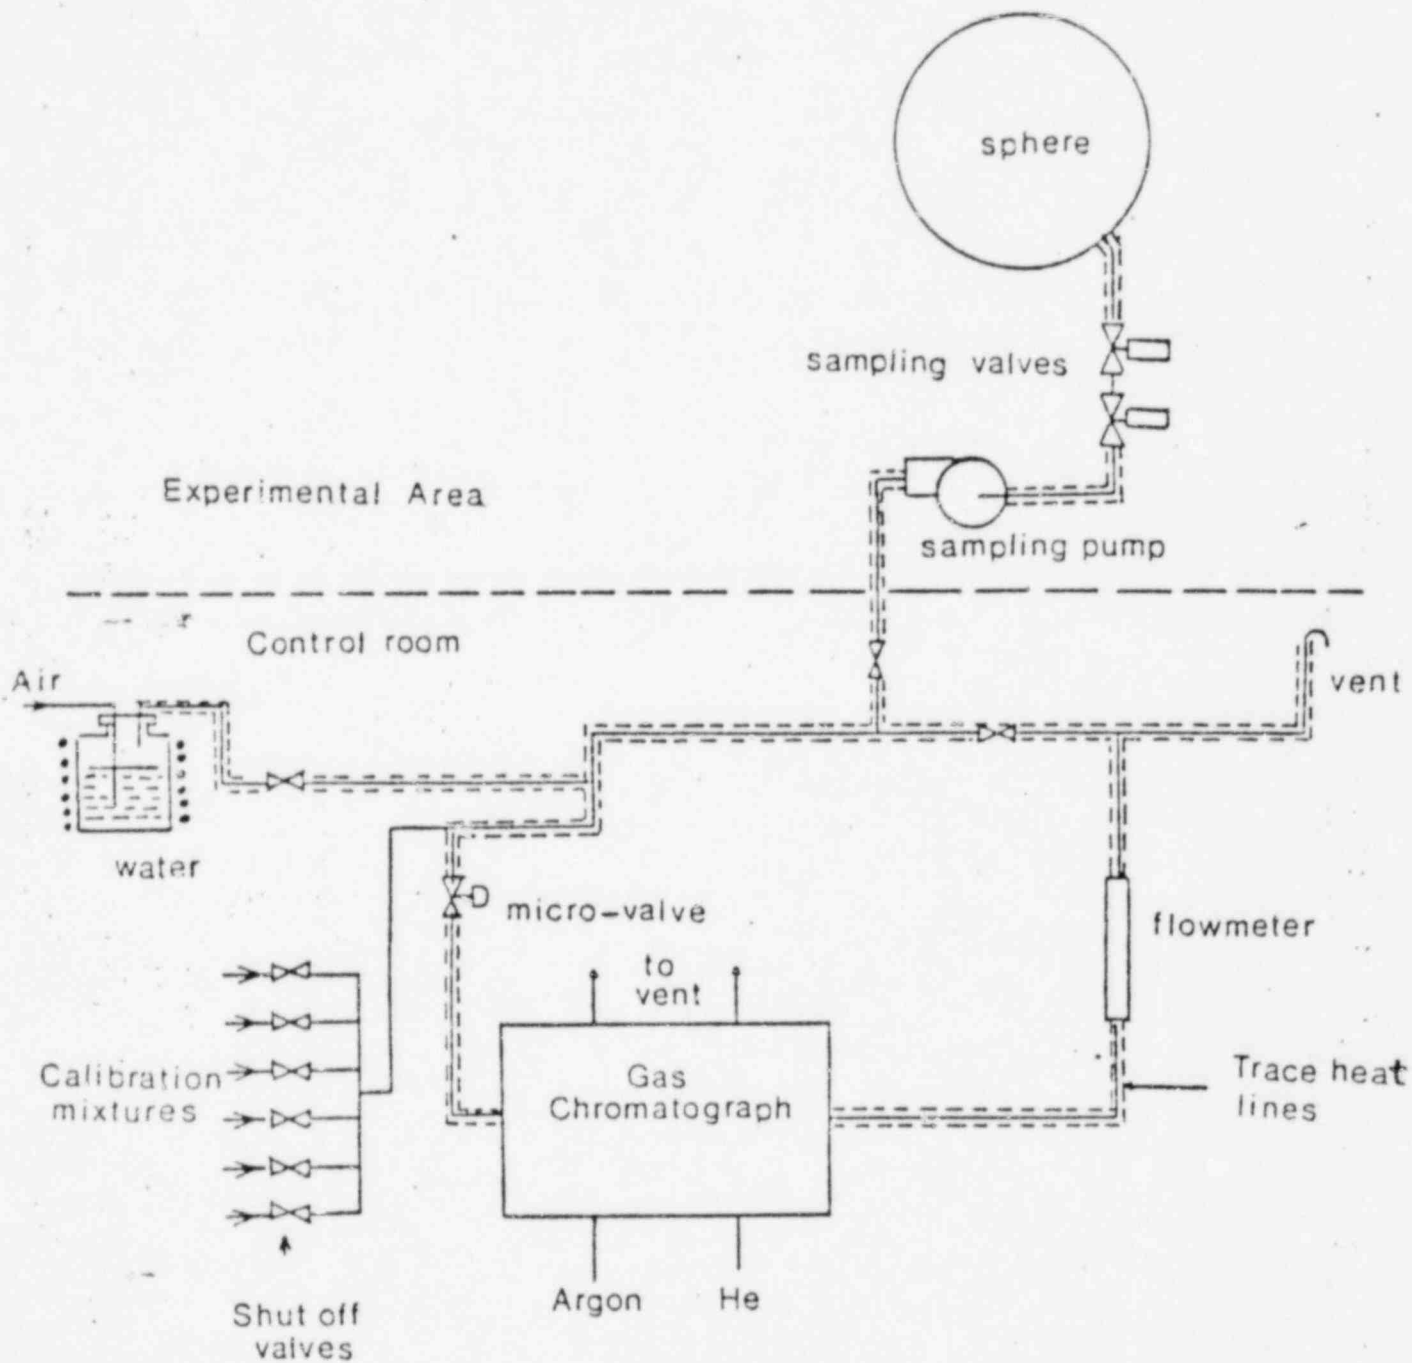 sphere
sampling valves
Experimental Area
sampling pump
Control room
Air
vent
water
micro-valve
flowmeter
to
vent
Calibration
mixtures
Gas
Chromatograph
Trace heat
lines
Argon
He
Shut off
valves